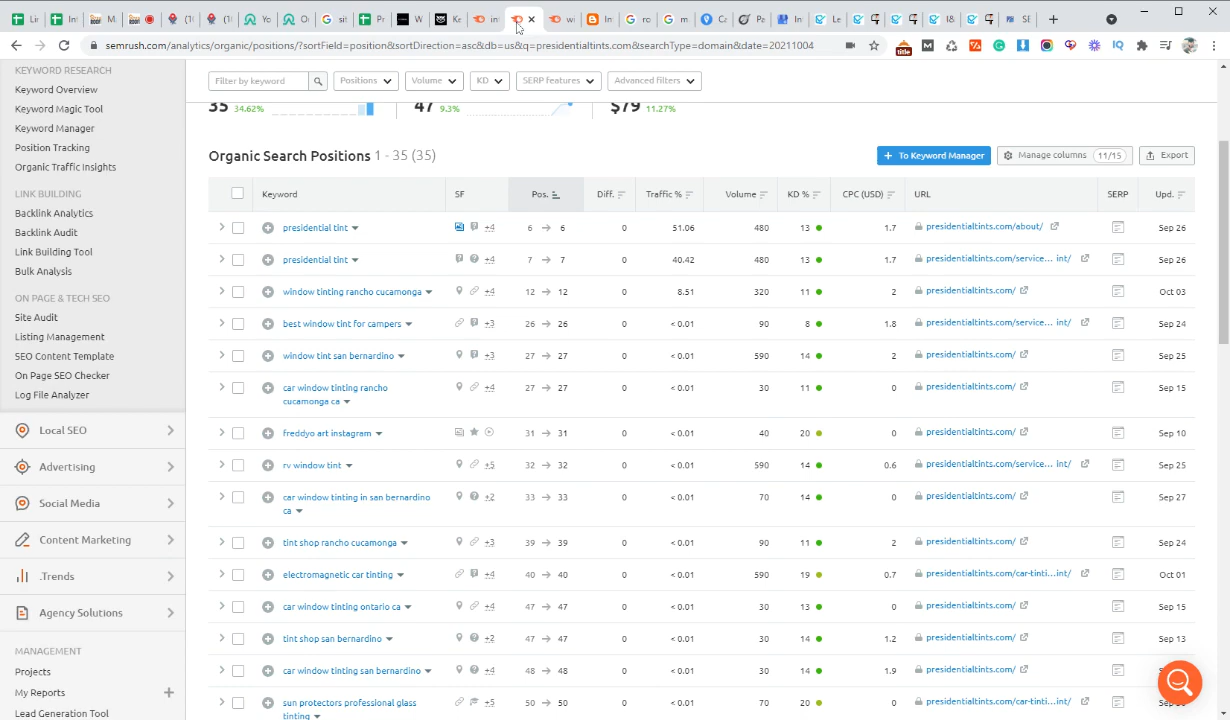 semrush.com/analytics/organic/positions/?sortField=position&sortDirection=asc&db=us&q=presidentialtints.com&searchType=domain&date=20211004
title
KEYWORD RESEARCH
Keyword Overview
Keyword Magic Tool
Keyword Manager
Position Tracking
Organic Traffic Insights
LINK BUILDING
Backlink Analytics
Backlink Audit
Link Building Tool
Bulk Analysis
ON PAGE & TECH SEO
Site Audit
Listing Management
SEO Content Template
On Page SEO Checker
Log File Analyzer
Local SEO
Advertising
Social Media
Content Marketing
.Trends
Agency Solutions
MANAGEMENT
Projects
My Reports +
Lead Generation Tool
Filter by keyword Positions Volume KD SERP features Advanced filters
35 34.62% 47 9.3% $79 11.27%
Organic Search Positions 1 - 35 (35) + To Keyword Manager Manage columns 11/15 Export
Keyword SF Pos. Diff. Traffic % Volume KD % CPC (USD) URL SERP Upd.
presidential tint +4 6 → 6 0 51.06 480 13 1.7 presidentialtints.com/about/ Sep 26
presidential tint +4 7 → 7 0 40.42 480 13 1.7 presidentialtints.com/service... int/ Sep 26
window tinting rancho cucamonga +4 12 → 12 0 8.51 320 11 2 presidentialtints.com/ Oct 03
best window tint for campers +3 26 → 26 0 < 0.01 90 8 1.8 presidentialtints.com/service... int/ Sep 24
window tint san bernardino +3 27 → 27 0 < 0.01 590 14 2 presidentialtints.com/ Sep 25
car window tinting rancho cucamonga ca +4 27 → 27 0 < 0.01 30 11 0 presidentialtints.com/ Sep 15
freddyo art instagram 31 → 31 0 < 0.01 40 20 0 presidentialtints.com/ Sep 10
rv window tint +5 32 → 32 0 < 0.01 590 14 0.6 presidentialtints.com/service... int/ Sep 25
car window tinting in san bernardino ca +2 33 → 33 0 < 0.01 70 14 0 presidentialtints.com/ Sep 27
tint shop rancho cucamonga +3 39 → 39 0 < 0.01 90 11 2 presidentialtints.com/ Sep 24
electromagnetic car tinting +4 40 → 40 0 < 0.01 590 19 0.7 presidentialtints.com/car-tinti...int/ Oct 01
car window tinting ontario ca +4 47 → 47 0 < 0.01 30 13 0 presidentialtints.com/ Sep 15
tint shop san bernardino +2 47 → 47 0 < 0.01 30 14 1.2 presidentialtints.com/ Sep 13
car window tinting san bernardino +4 48 → 48 0 < 0.01 30 14 1.9 presidentialtints.com/
sun protectors professional glass tinting +5 50 → 50 0 < 0.01 70 20 0 presidentialtints.com/car-tinti...int/